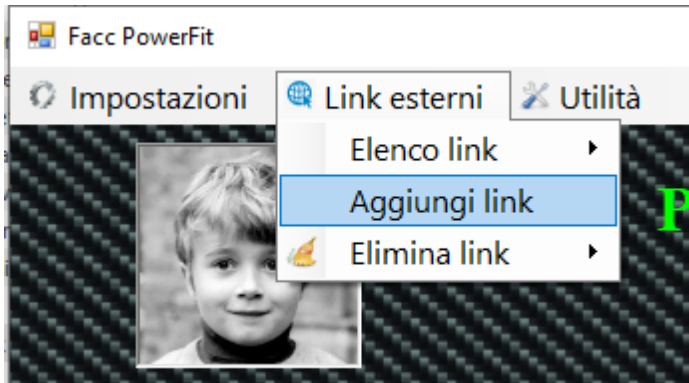 Facc PowerFit
Impostazioni Link esterni Utilità
Elenco link
Aggiungi link
Elimina link
P